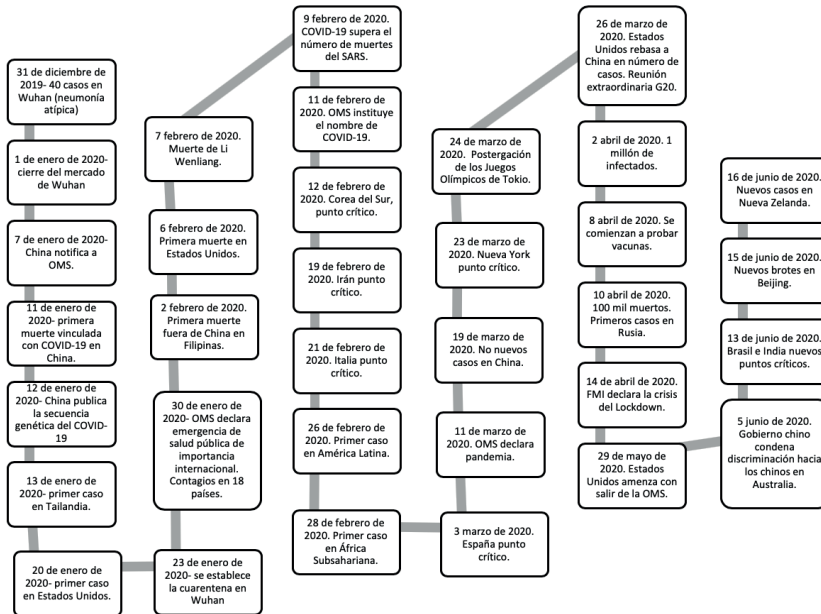 31 de diciembre de
2019- 40 casos en
Wuhan (neumonía
atípica)
1 de enero de 2020-
cierre del mercado
de Wuhan
7 de enero de 2020-
China notifica a
OMS.
11 de enero de
2020- primera
muerte vinculada
con COVID-19 en
China.
12 de enero de
2020- China publica
la secuencia
genética del COVID-
19
13 de enero de
2020- primer caso
en Tailandia.
20 de enero de
2020- primer caso
en Estados Unidos.
23 de enero de
2020- se establece
la cuarentena en
Wuhan
30 de enero de
2020- OMS declara
emergencia de
salud pública de
importancia
internacional.
Contagios en 18
países.
2 febrero de 2020.
Primera muerte
fuera de China en
Filipinas.
6 febrero de 2020.
Primera muerte en
Estados Unidos.
7 febrero de 2020.
Muerte de Li
Wenliang.
9 febrero de 2020.
COVID-19 supera el
número de muertes
del SARS.
11 de febrero de
2020. OMS instituye
el nombre de
COVID-19.
12 de febrero de
2020. Corea del Sur,
punto crítico.
19 de febrero de
2020. Irán punto
crítico.
21 de febrero de
2020. Italia punto
crítico.
26 de febrero de
2020. Primer caso
en América Latina.
28 de febrero de
2020. Primer caso
en África
Subsahariana.
3 marzo de 2020.
España punto
crítico.
11 de marzo de
2020. OMS declara
pandemia.
19 de marzo de
2020. No nuevos
casos en China.
23 de marzo de
2020. Nueva York
punto crítico.
24 de marzo de
2020. Postergación
de los Juegos
Olímpicos de Tokio.
26 de marzo de
2020. Estados
Unidos rebasa a
China en número de
casos. Reunión
extraordinaria G20.
2 abril de 2020. 1
millón de
infectados.
8 abril de 2020. Se
comienzan a probar
vacunas.
10 abril de 2020.
100 mil muertos.
Primeros casos en
Rusia.
14 de abril de 2020.
FMI declara la crisis
del Lockdown.
29 de mayo de
2020. Estados
Unidos amenza con
salir de la OMS.
5 junio de 2020.
Gobierno chino
condena
discriminación hacia
los chinos en
Australia.
13 de junio de 2020.
Brasil e India nuevos
puntos críticos.
15 de junio de 2020.
Nuevos brotes en
Beijing.
16 de junio de 2020.
Nuevos casos en
Nueva Zelanda.